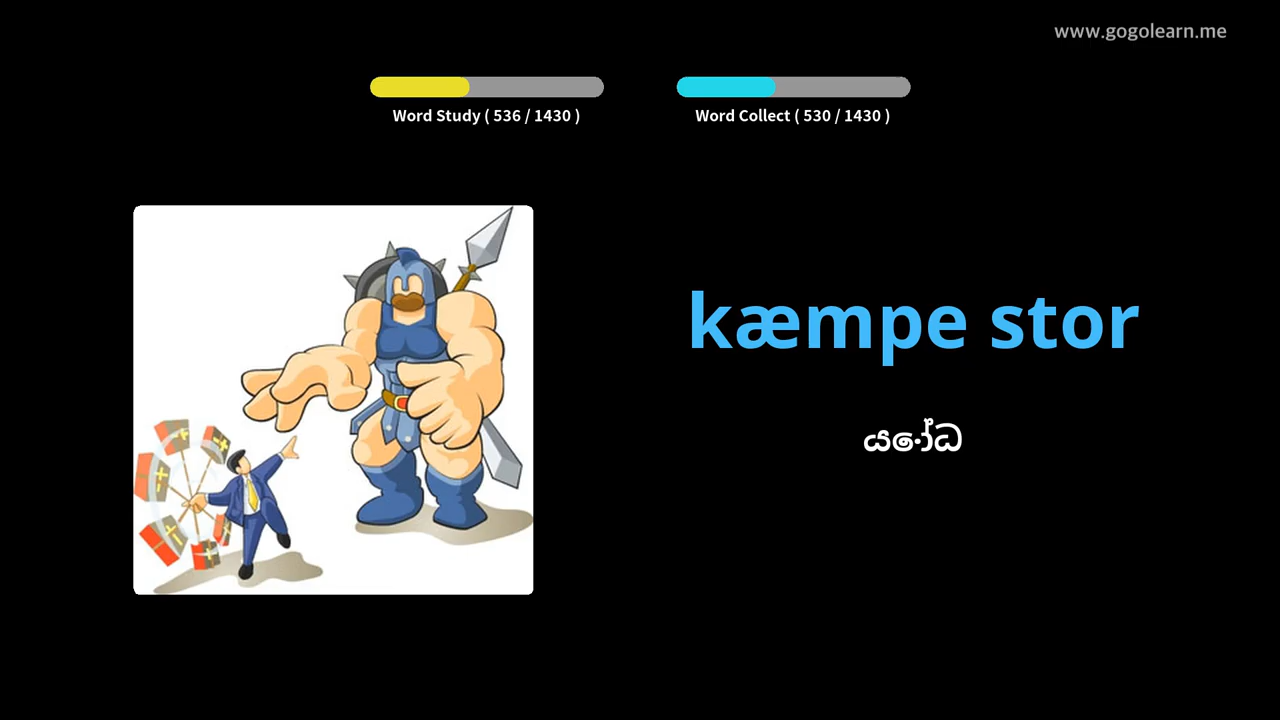 www.gogolearn.me
Word Study ( 536 / 1430 )
Word Collect ( 530 / 1430 )
kæmpe stor
යෝධ